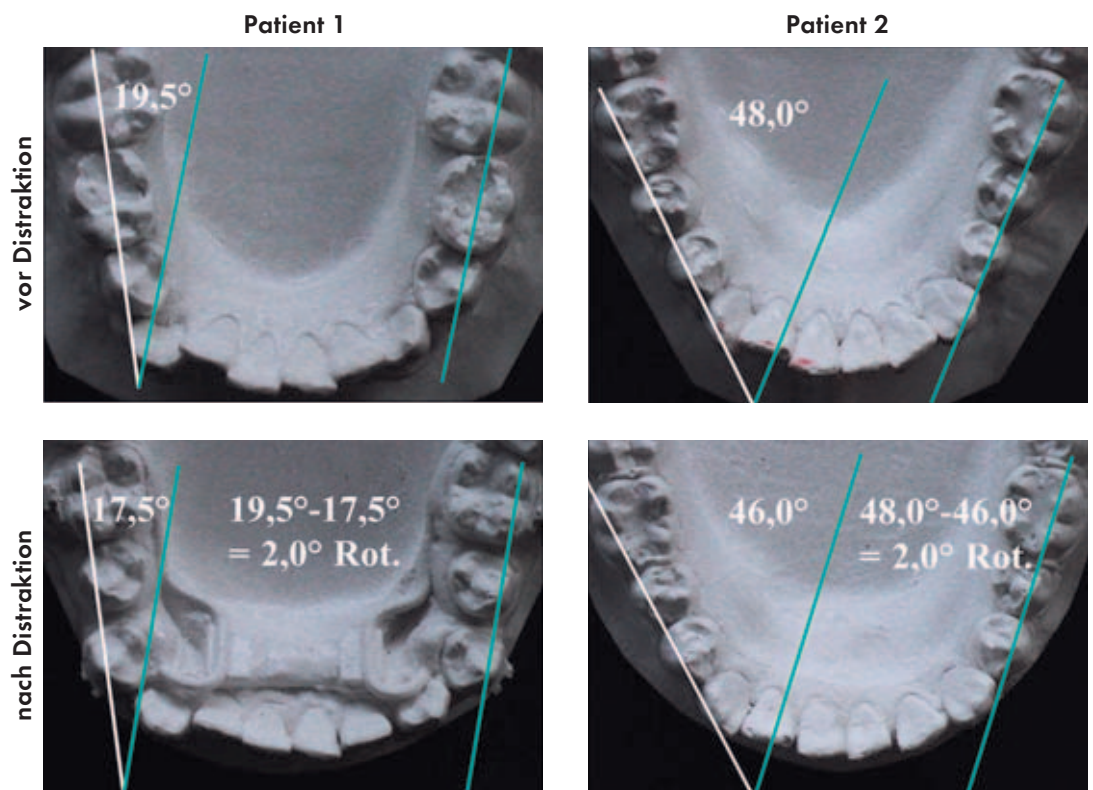 Patient 1
Patient 2
vor Distraktion
19,5°
48,0°
nach Distraktion
17,5°
19,5°-17,5°
= 2,0° Rot.
46,0°
48,0°-46,0°
= 2,0° Rot.